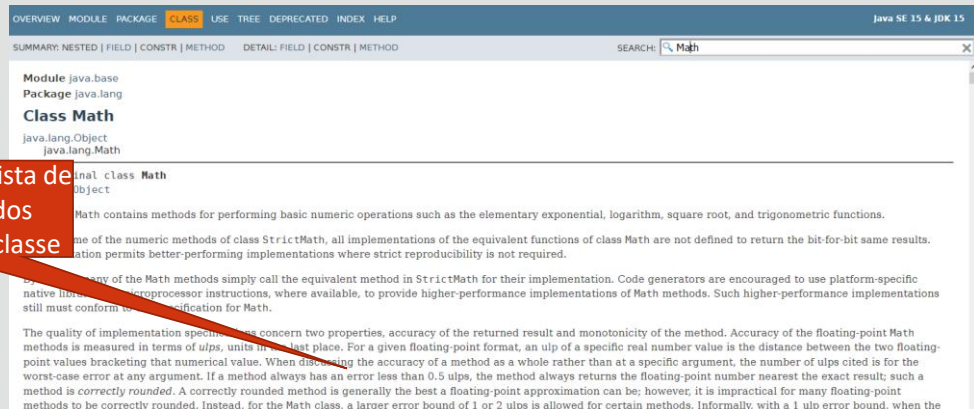 OVERVIEW MODULE PACKAGE CLASS USE TREE DEPRECATED INDEX HELP
Java SE 15 & JDK 15
SUMMARY: NESTED | FIELD | CONSTR | METHOD DETAIL: FIELD | CONSTR | METHOD
SEARCH: Math
Module java.base
Package java.lang
Class Math
java.lang.Object
java.lang.Math
ista de
dos
classe
inal class Math
Object
Math contains methods for performing basic numeric operations such as the elementary exponential, logarithm, square root, and trigonometric functions.
me of the numeric methods of class StrictMath, all implementations of the equivalent functions of class Math are not defined to return the bit-for-bit same results.
ation permits better-performing implementations where strict reproducibility is not required.
any of the Math methods simply call the equivalent method in StrictMath for their implementation. Code generators are encouraged to use platform-specific
native microprocessor instructions, where available, to provide higher-performance implementations of Math methods. Such higher-performance implementations
still must conform to specification for Math.
The quality of implementation concern two properties, accuracy of the returned result and monotonicity of the method. Accuracy of the floating-point Math
methods is measured in terms of ulps, units in last place. For a given floating-point format, an ulp of a specific real number value is the distance between the two floating-
point values bracketing that numerical value. When discussing the accuracy of a method as a whole rather than at a specific argument, the number of ulps cited is for the
worst-case error at any argument. If a method always has an error less than 0.5 ulps, the method always returns the floating-point number nearest the exact result; such a
method is correctly rounded. A correctly rounded method is generally the best a floating-point approximation can be; however, it is impractical for many floating-point
methods to be correctly rounded. Instead, for the Math class, a larger error bound of 1 or 2 ulps is allowed for certain methods. Informally, with a 1 ulp error bound, when the